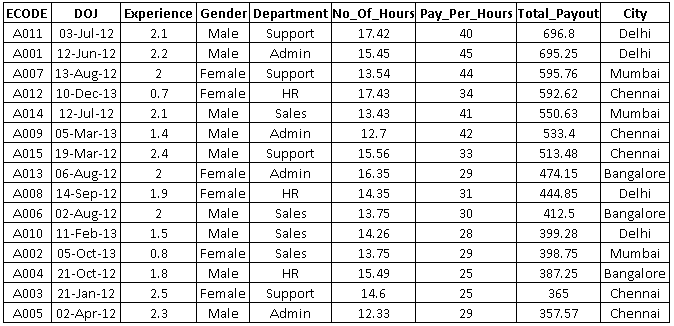 ECODE DOJ Experience Gender Department No_Of_Hours Pay_Per_Hours Total_Payout City
A011 03-Jul-12 2.1 Male Support 17.42 40 696.8 Delhi
A001 12-Jun-12 2.2 Male Admin 15.45 45 695.25 Delhi
A007 13-Aug-12 2 Female Support 13.54 44 595.76 Mumbai
A012 10-Dec-13 0.7 Female HR 17.43 34 592.62 Chennai
A014 12-Jul-12 2.1 Male Sales 13.43 41 550.63 Mumbai
A009 05-Mar-13 1.4 Male Admin 12.7 42 533.4 Chennai
A015 19-Mar-12 2.4 Male Support 15.56 33 513.48 Chennai
A013 06-Aug-12 2 Female Admin 16.35 29 474.15 Bangalore
A008 14-Sep-12 1.9 Female HR 14.35 31 444.85 Delhi
A006 02-Aug-12 2 Male Sales 13.75 30 412.5 Bangalore
A010 11-Feb-13 1.5 Male Sales 14.26 28 399.28 Delhi
A002 05-Oct-13 0.8 Female Sales 13.75 29 398.75 Mumbai
A004 21-Oct-12 1.8 Male HR 15.49 25 387.25 Bangalore
A003 21-Jan-12 2.5 Female Support 14.6 25 365 Chennai
A005 02-Apr-12 2.3 Male Admin 12.33 29 357.57 Chennai